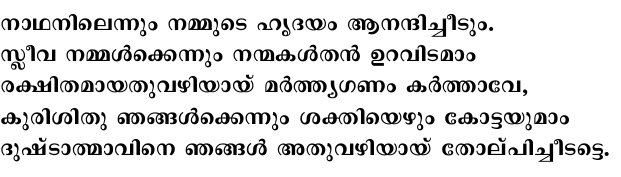 നാഥനിലെന്നും നമ്മുടെ ഹൃദയം ആനന്ദിച്ചീടും.
സ്ലീവ നമ്മൾക്കെന്നും നന്മകൾതൻ ഉറവിടമാം
രക്ഷിതമായതുവഴിയായ് മർത്ത്യഗണം കർത്താവേ,
കുരിശിതു ഞങ്ങൾക്കെന്നും ശക്തിയെഴും കോട്ടയുമാം
ദുഷ്ടാത്മാവിനെ ഞങ്ങൾ അതുവഴിയായ് തോല്പിച്ചീടട്ടെ.